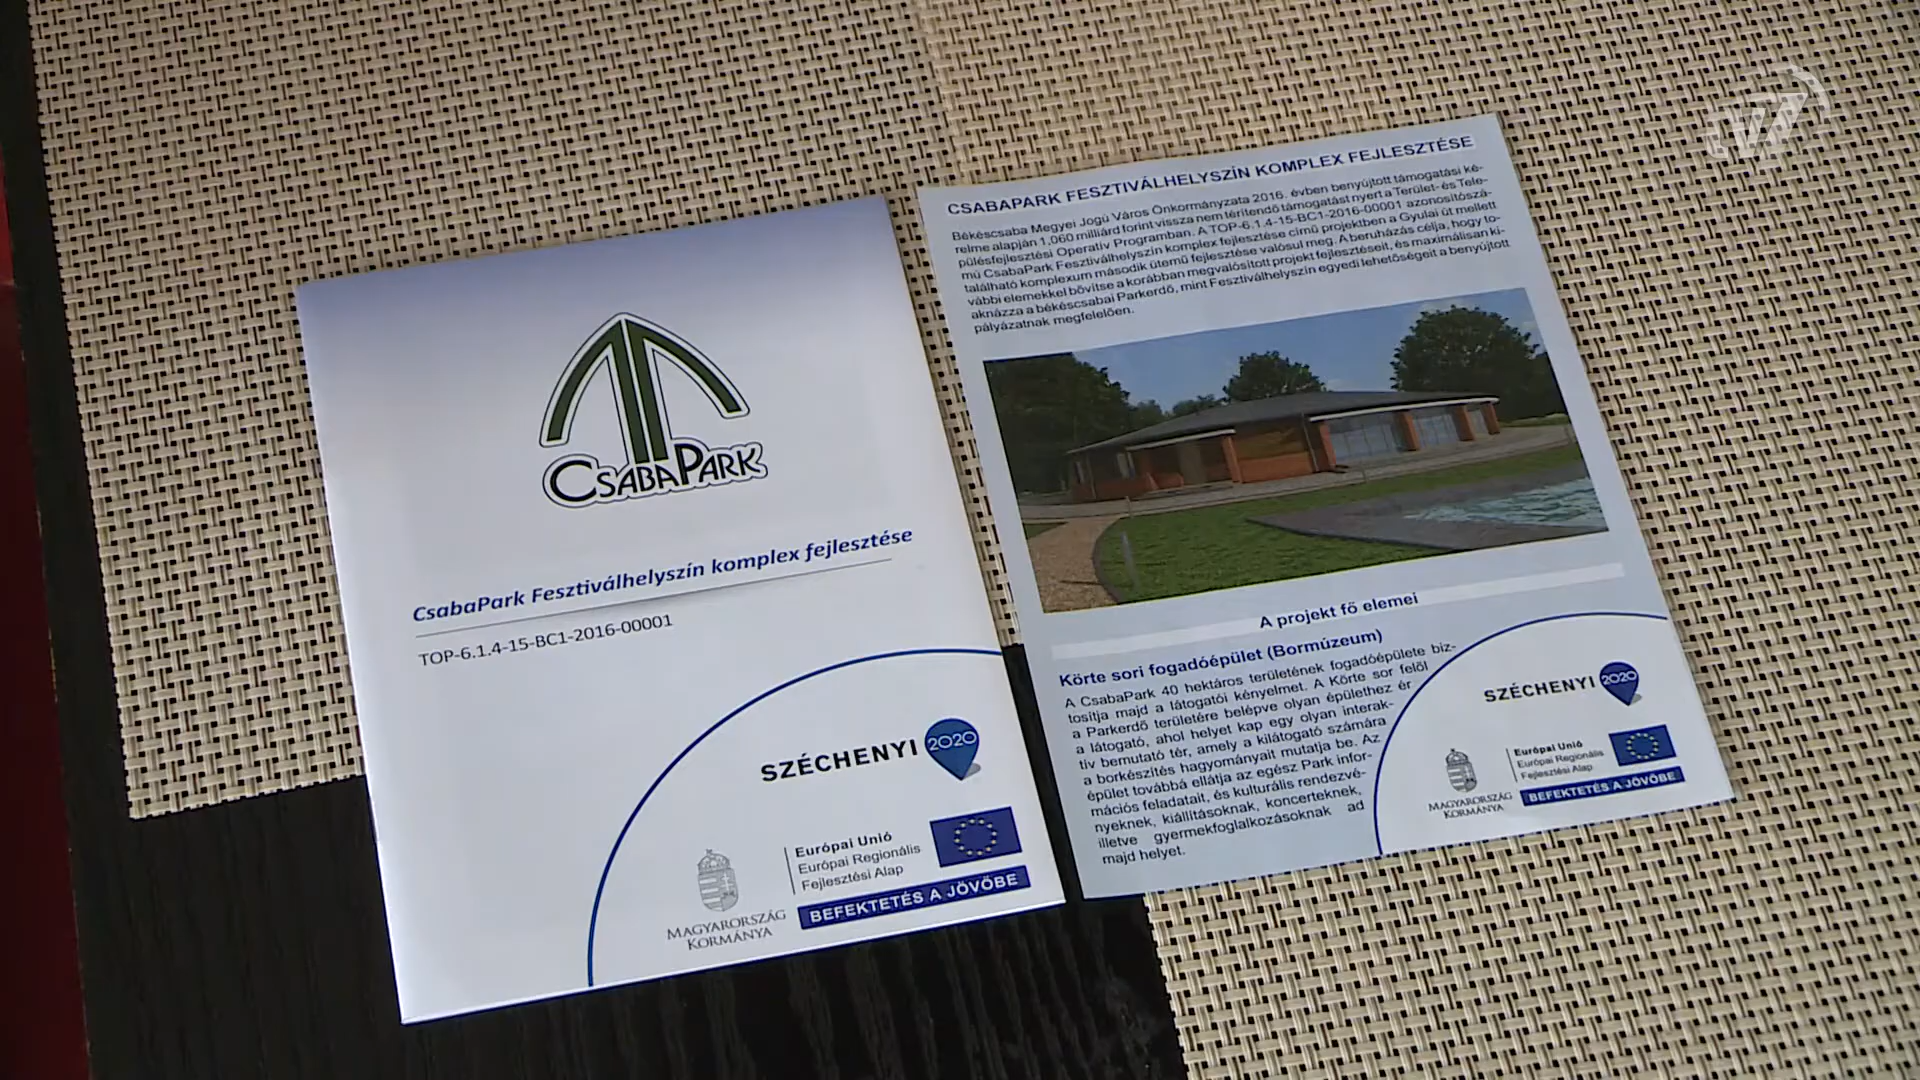 CSABAPARK
CsabaPark Fesztiválhelyszín komplex fejlesztése
TOP-6.1.4-15-BC1-2016-00001
SZÉCHENYI 2020
MAGYARORSZÁG
KORMÁNYA
Európai Unió
Európai Regionális
Fejlesztési Alap
BEFEKTETÉS A JÖVŐBE
CSABAPARK FESZTIVÁLHELYSZÍN KOMPLEX FEJLESZTÉSE
Békéscsaba Megyei Jogú Város Önkormányzata 2016. évben benyújtott támogatási ké-
relme alapján 1,060 milliárd forint vissza nem térítendő támogatást nyert a Terület- és Tele-
pülésfejlesztési Operatív Programban. A TOP-6.1.4-15-BC1-2016-00001 azonosítószá-
mú CsabaPark Fesztiválhelyszín komplex fejlesztése című projektben a Gyulai út mellett
található komplexum második ütemű fejlesztése valósul meg. A beruházás célja, hogy to-
vábbi elemekkel bővítse a korábban megvalósított projekt fejlesztéseit, és maximálisan ki-
aknázza a békéscsabai Parkerdő, mint Fesztiválhelyszín egyedi lehetőségeit a benyújtott
pályázatnak megfelelően.
A projekt fő elemei
Körte sori fogadóépület (Bormúzeum)
A CsabaPark 40 hektáros területének fogadóépülete biz-
tosítja majd a látogatói kényelmet. A Körte sor felől
a Parkerdő területére belépve olyan épülethez ér
a látogató, ahol helyet kap egy olyan interak-
tív bemutató tér, amely a kilátogató számára
a borkészítés hagyományait mutatja be. Az
épület továbbá ellátja az egész Park infor-
mációs feladatait, és kulturális rendezvé-
nyeknek, kiállításoknak, koncerteknek,
illetve gyermekfoglalkozásoknak ad
majd helyet.
SZÉCHENYI 2020
MAGYARORSZÁG
KORMÁNYA
Európai Unió
Európai Regionális
Fejlesztési Alap
BEFEKTETÉS A JÖVŐBE